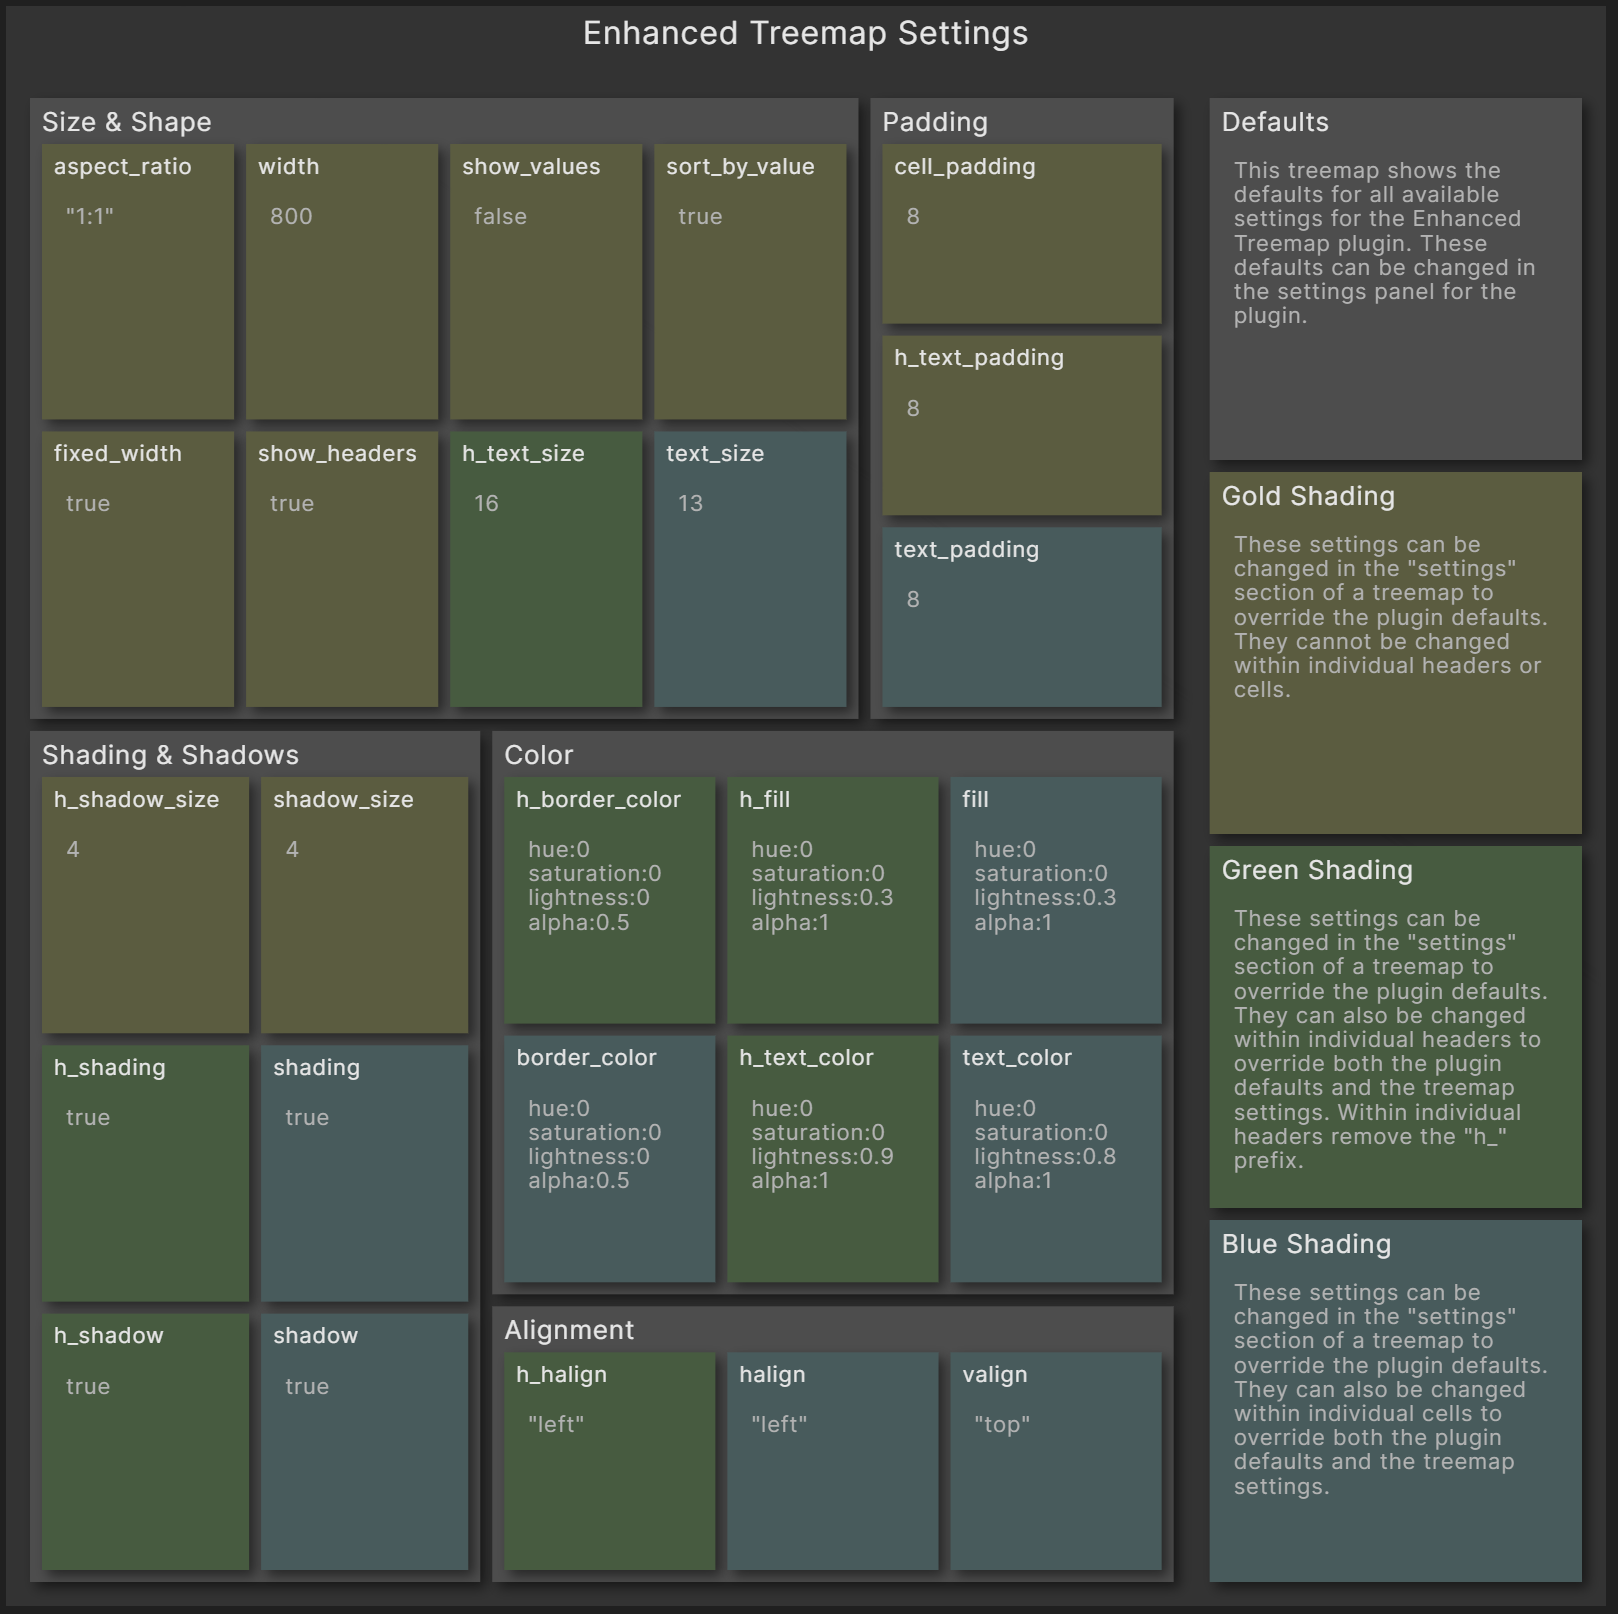 Enhanced Treemap Settings
Size & Shape
aspect_ratio
"1:1"
width
800
show_values
false
sort_by_value
true
fixed_width
true
show_headers
true
h_text_size
16
text_size
13
Padding
cell_padding
8
h_text_padding
8
text_padding
8
Shading & Shadows
h_shadow_size
4
shadow_size
4
h_shading
true
shading
true
h_shadow
true
shadow
true
Color
h_border_color
hue:0
saturation:0
lightness:0
alpha:0.5
h_fill
hue:0
saturation:0
lightness:0.3
alpha:1
fill
hue:0
saturation:0
lightness:0.3
alpha:1
border_color
hue:0
saturation:0
lightness:0
alpha:0.5
h_text_color
hue:0
saturation:0
lightness:0.9
alpha:1
text_color
hue:0
saturation:0
lightness:0.8
alpha:1
Alignment
h_halign
"left"
halign
"left"
valign
"top"
Defaults
This treemap shows the
defaults for all available
settings for the Enhanced
Treemap plugin. These
defaults can be changed in
the settings panel for the
plugin.
Gold Shading
These settings can be
changed in the "settings"
section of a treemap to
override the plugin defaults.
They cannot be changed
within individual headers or
cells.
Green Shading
These settings can be
changed in the "settings"
section of a treemap to
override the plugin defaults.
They can also be changed
within individual headers to
override both the plugin
defaults and the treemap
settings. Within individual
headers remove the "h_"
prefix.
Blue Shading
These settings can be
changed in the "settings"
section of a treemap to
override the plugin defaults.
They can also be changed
within individual cells to
override both the plugin
defaults and the treemap
settings.